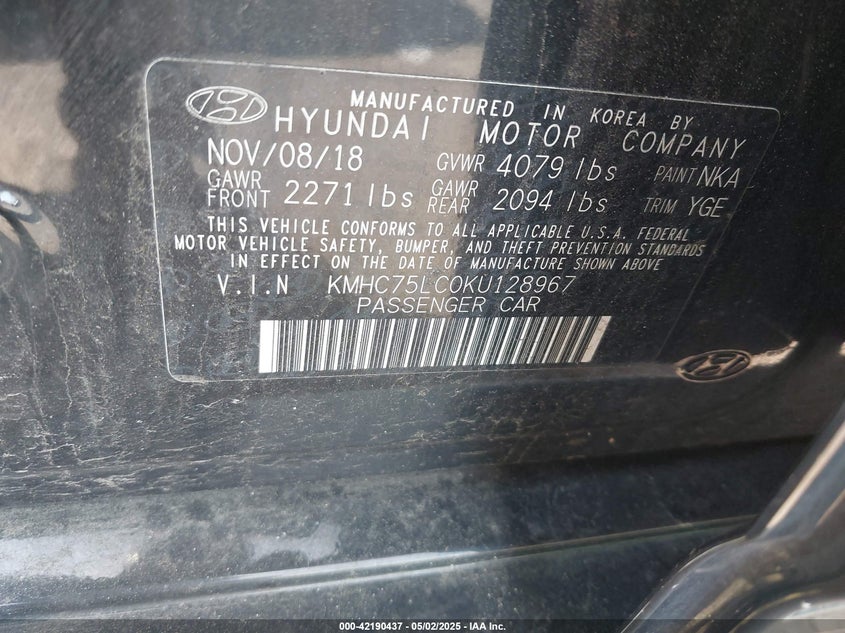 MANUFACTURED IN KOREA BY
HYUNDAI MOTOR COMPANY
NOV/08/18 GVWR 4079 lbs PAINT NKA
GAWR FRONT 2271 lbs GAWR REAR 2094 lbs TRIM YGE
THIS VEHICLE CONFORMS TO ALL APPLICABLE U.S.A. FEDERAL
MOTOR VEHICLE SAFETY, BUMPER, AND THEFT PREVENTION STANDARDS
IN EFFECT ON THE DATE OF MANUFACTURE SHOWN ABOVE
V.I.N KMHC75LC0KU128967
PASSENGER CAR
000-42190437 - 05/02/2025 - IAA Inc.